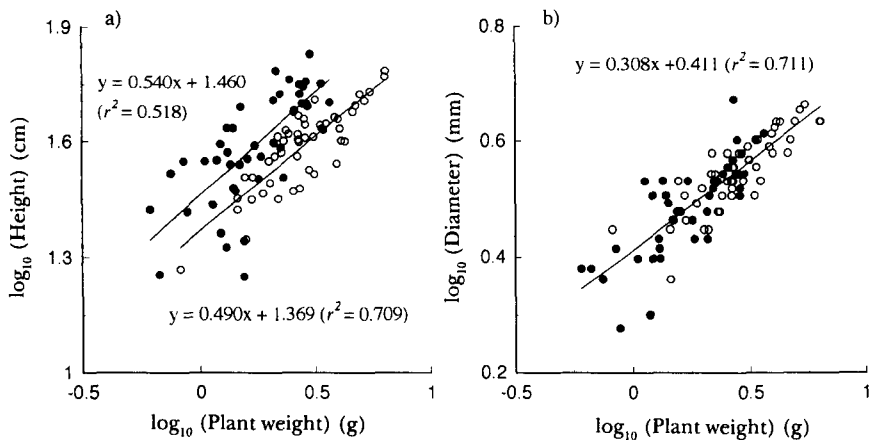 a)
1.9
1.6
1.3
1
log10 (Height) (cm)
y = 0.540x + 1.460
(r² = 0.518)
y = 0.490x + 1.369 (r² = 0.709)
-0.5
0
0.5
1
log10 (Plant weight) (g)
b)
0.8
0.6
0.4
0.2
log10 (Diameter) (mm)
y = 0.308x +0.411 (r² = 0.711)
-0.5
0
0.5
1
log10 (Plant weight) (g)